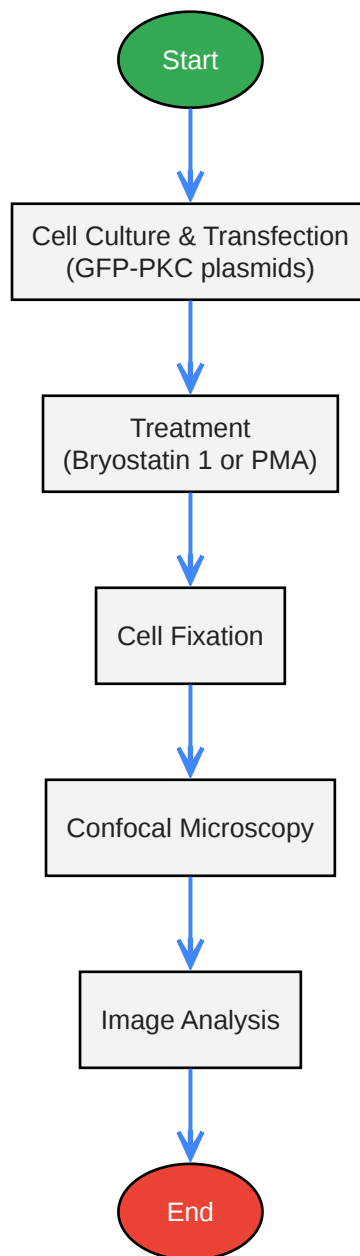 Start
Cell Culture & Transfection
(GFP-PKC plasmids)
Treatment
(Bryostatin 1 or PMA)
Cell Fixation
Confocal Microscopy
Image Analysis
End